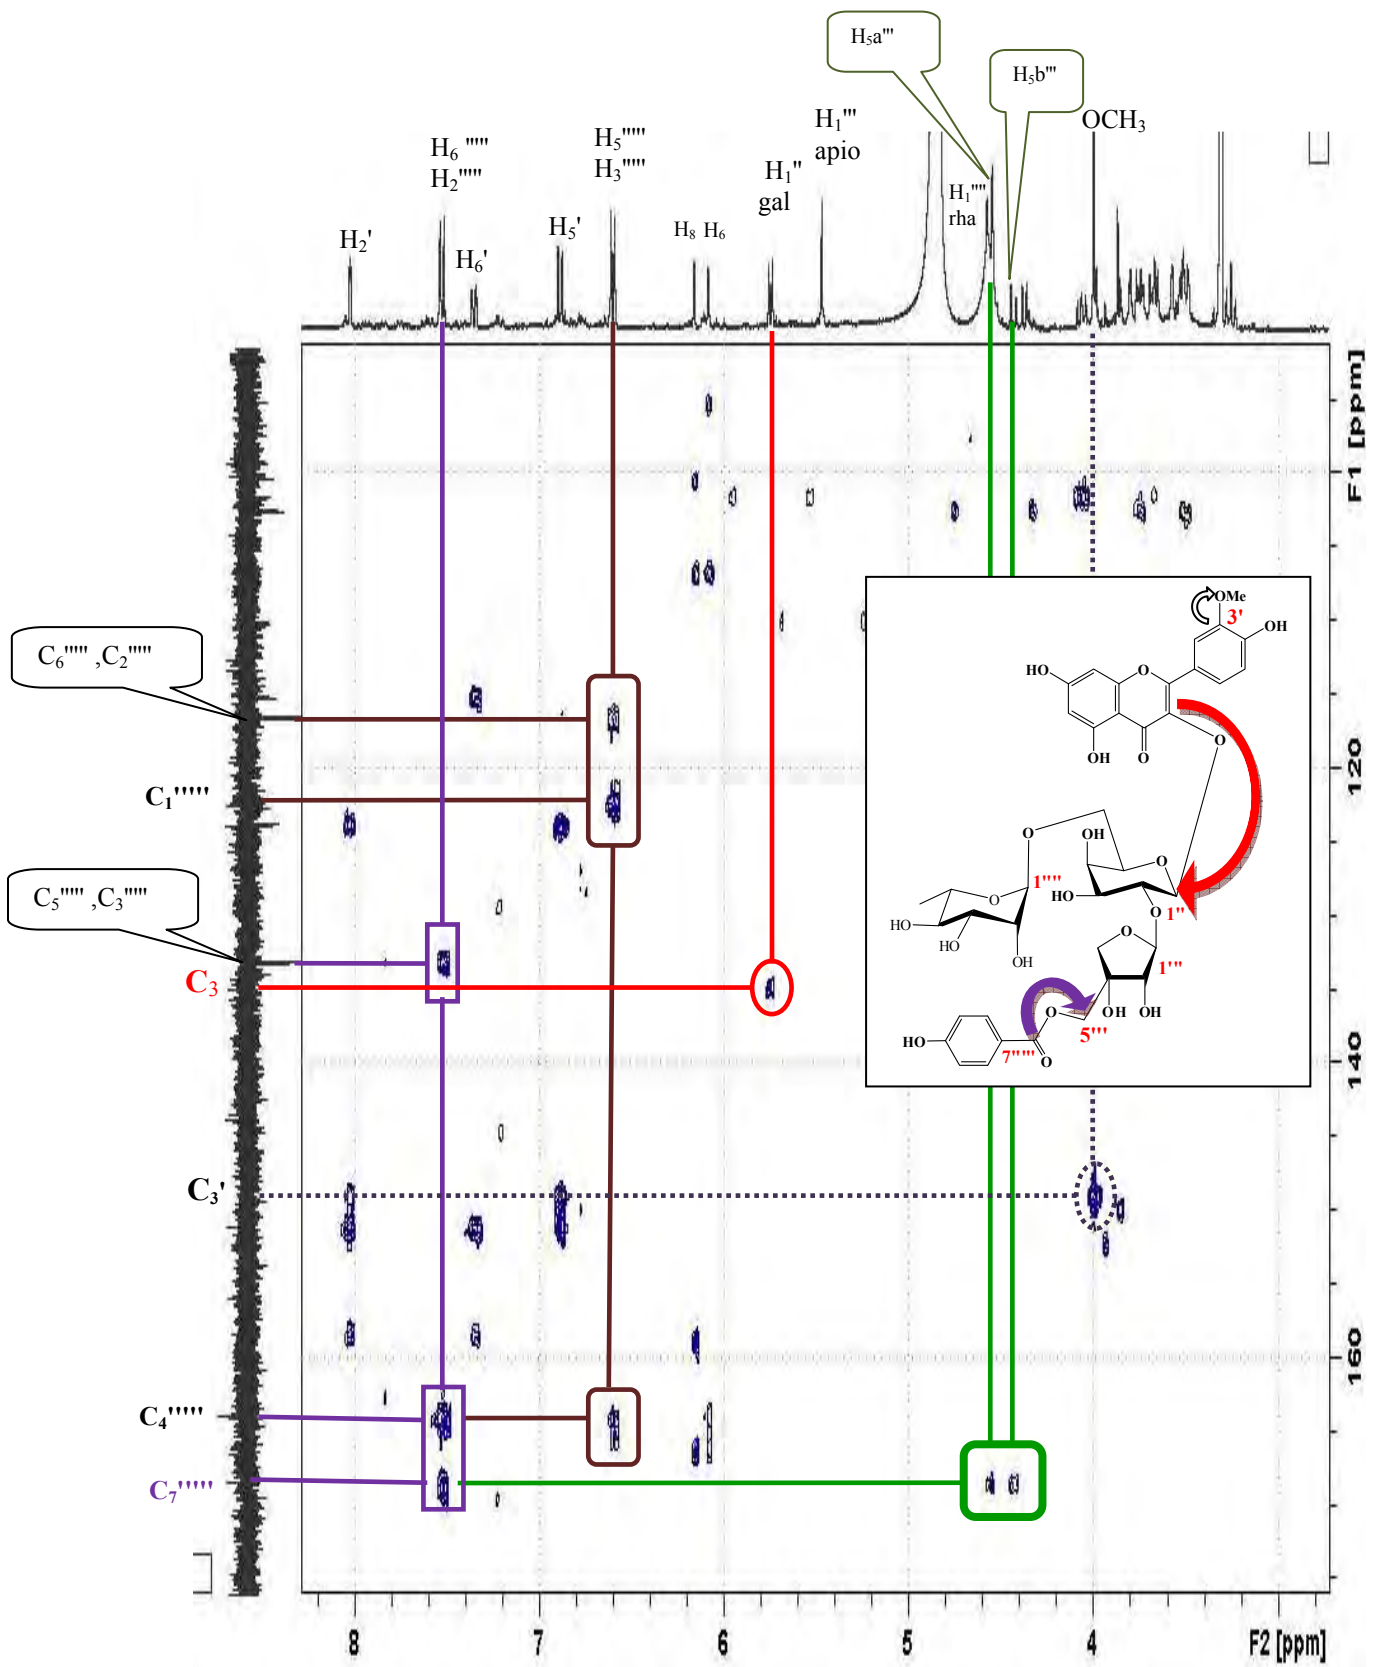 H₅a'''
H₅b'''
OCH₃
H₁'''
apio
H₅'''''
H₃'''''
H₆ '''''
H₂'''''
H₁''
gal
H₁''''
rha
H₂'
H₆'
H₅'
H₈ H₆
F1 [ppm]
C₆''''' ,C₂'''''
C₁'''''
120
C₅''''' ,C₃'''''
C₃
140
C₃'
160
C₄'''''
C₇'''''
OMe
3'
OH
HO
O
OH
O
O
O
OH
O
1''''
O
HO
1''
HO
HO
OH
O
O
1'''
O
OH
OH
5'''
HO
7'''''
O
8
7
6
5
4
F2 [ppm]